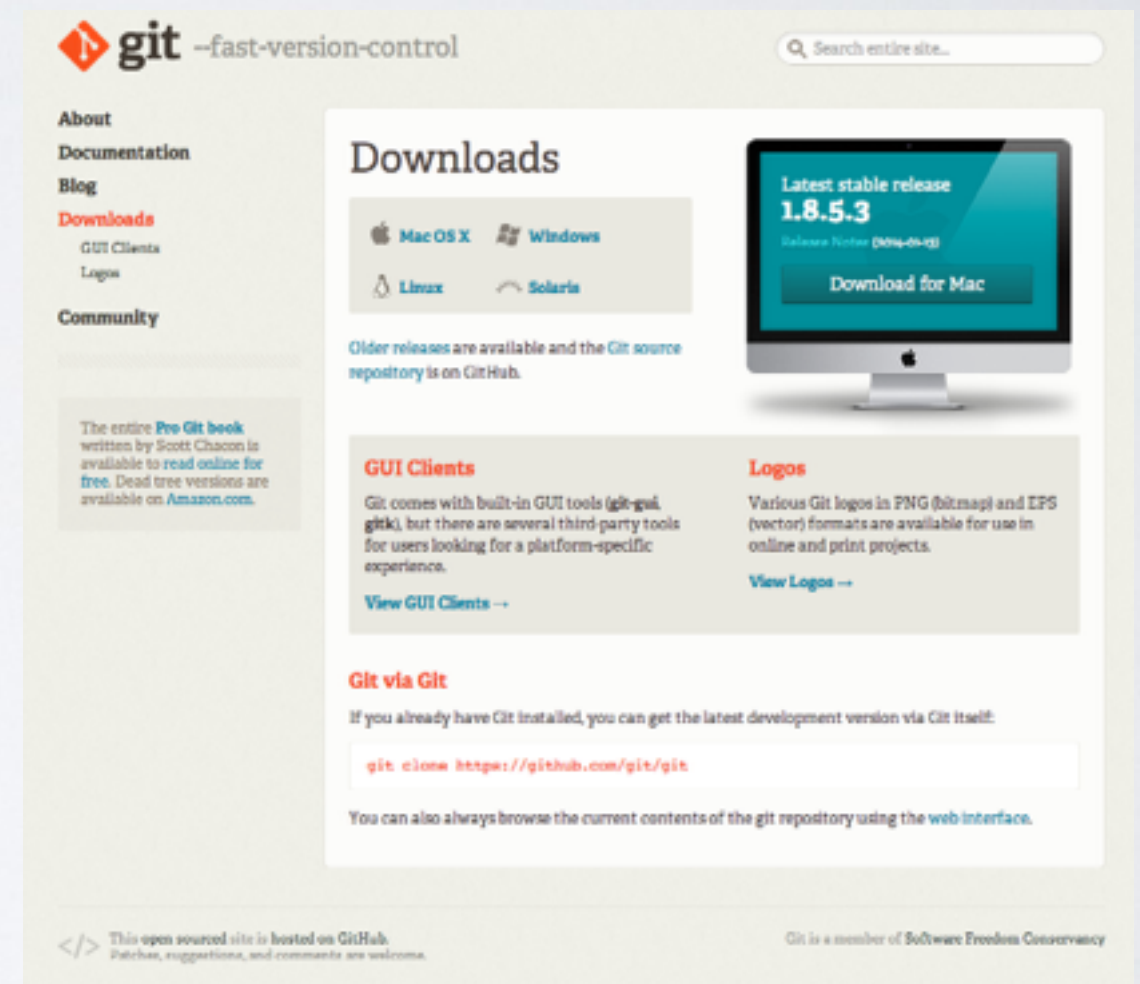 git --fast-version-control
Search entire site...
About
Documentation
Blog
Downloads
GUI Clients
Logos
Community
The entire Pro Git book
written by Scott Chacon is
available to read online for
free. Dead tree versions are
available on Amazon.com.
Downloads
Mac OS X
Windows
Linux
Solaris
Older releases are available and the Git source
repository is on GitHub.
Latest stable release
1.8.5.3
Release Notes (2014-01-13)
Download for Mac
GUI Clients
Git comes with built-in GUI tools (git-gui,
gitk), but there are several third-party tools
for users looking for a platform-specific
experience.
View GUI Clients →
Logos
Various Git logos in PNG (bitmap) and EPS
(vector) formats are available for use in
online and print projects.
View Logos →
Git via Git
If you already have Git installed, you can get the latest development version via Git itself:
git clone https://github.com/git/git
You can also always browse the current contents of the git repository using the web interface.
</> This open sourced site is hosted on GitHub.
Patches, suggestions, and comments are welcome.
Git is a member of Software Freedom Conservancy